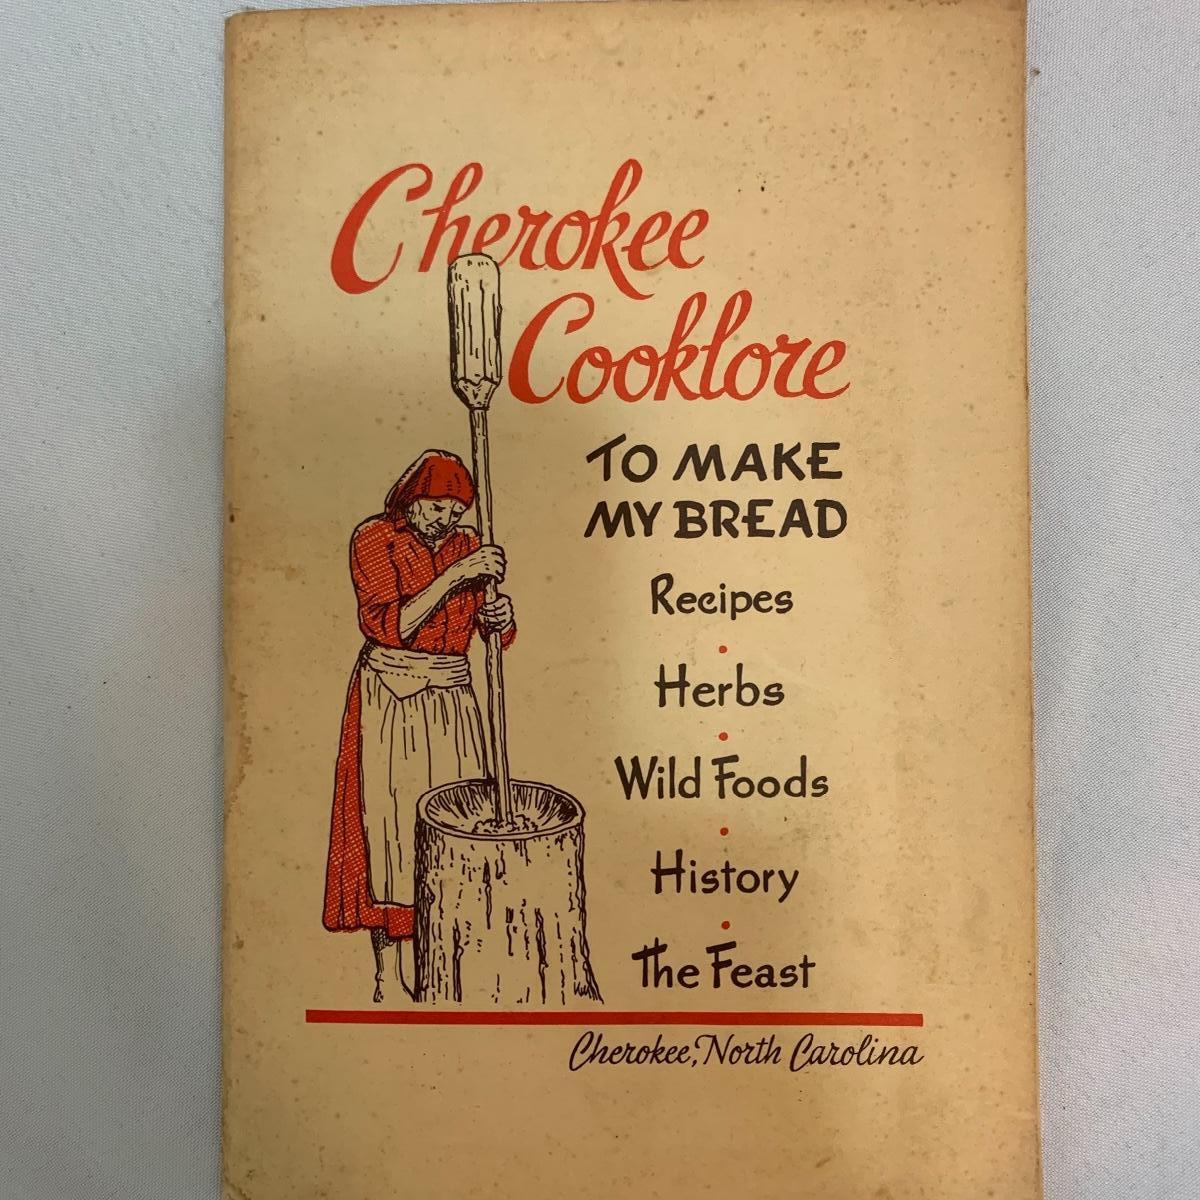 Cherokee
Cooklore
TO MAKE
MY BREAD
Recipes
•
Herbs
•
Wild Foods
•
History
•
The Feast
Cherokee, North Carolina